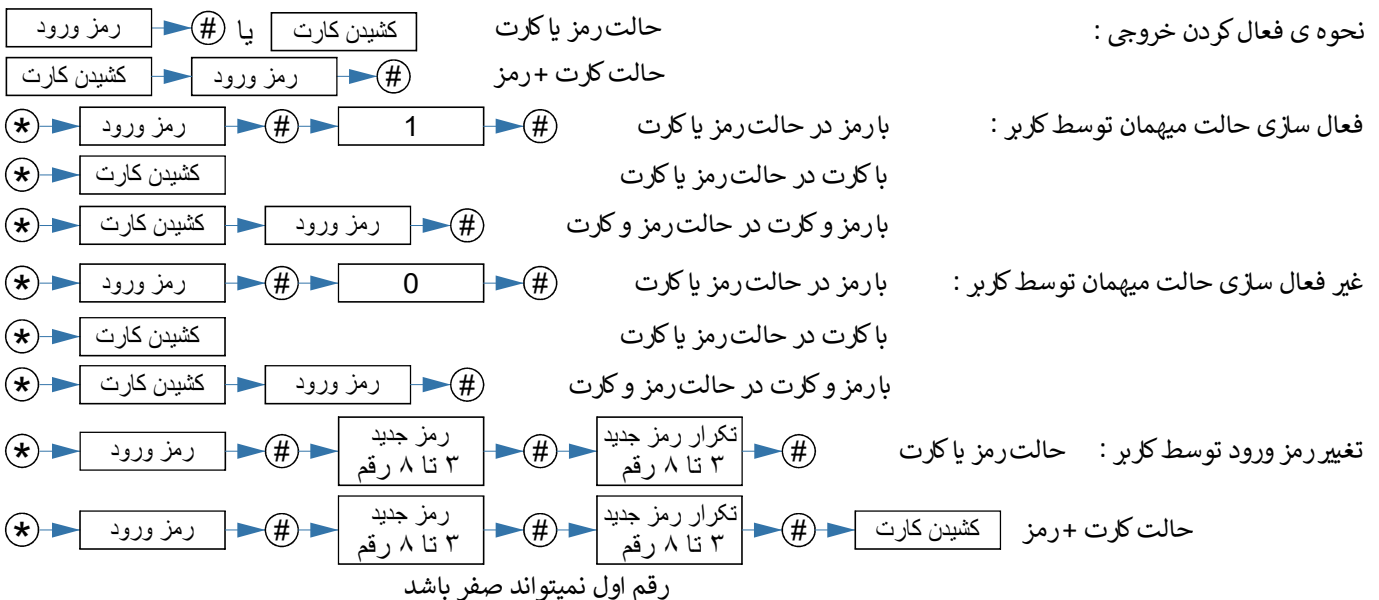 نحوه ی فعال کردن خروجی : حالت رمز یا کارت کشیدن کارت یا رمز ورود #
حالت کارت + رمز کشیدن کارت رمز ورود #
فعال سازی حالت میهمان توسط کاربر : با رمز در حالت رمز یا کارت * رمز ورود # 1 #
با کارت در حالت رمز یا کارت * کشیدن کارت
با رمز و کارت در حالت رمز و کارت * کشیدن کارت رمز ورود #
غیر فعال سازی حالت میهمان توسط کاربر : با رمز در حالت رمز یا کارت * رمز ورود # 0 #
با کارت در حالت رمز یا کارت * کشیدن کارت
با رمز و کارت در حالت رمز و کارت * کشیدن کارت رمز ورود #
تغییر رمز ورود توسط کاربر : حالت رمز یا کارت * رمز ورود # رمز جدید ۳ تا ۸ رقم # تکرار رمز جدید ۳ تا ۸ رقم #
حالت کارت + رمز * رمز ورود # رمز جدید ۳ تا ۸ رقم # تکرار رمز جدید ۳ تا ۸ رقم # کشیدن کارت
رقم اول نمیتواند صفر باشد